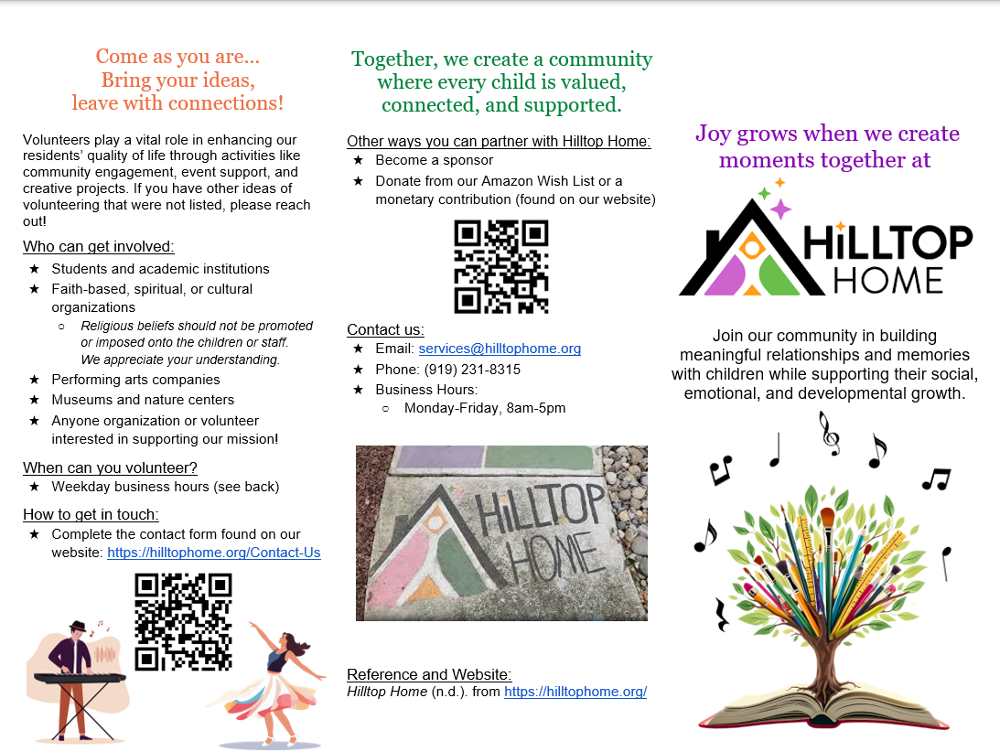 Come as you are...
Bring your ideas,
leave with connections!
Volunteers play a vital role in enhancing our
residents’ quality of life through activities like
community engagement, event support, and
creative projects. If you have other ideas of
volunteering that were not listed, please reach
out!
Who can get involved:
★ Students and academic institutions
★ Faith-based, spiritual, or cultural
organizations
○ Religious beliefs should not be promoted
or imposed onto the children or staff.
We appreciate your understanding.
★ Performing arts companies
★ Museums and nature centers
★ Anyone organization or volunteer
interested in supporting our mission!
When can you volunteer?
★ Weekday business hours (see back)
How to get in touch:
★ Complete the contact form found on our
website: https://hilltophome.org/Contact-Us
Together, we create a community
where every child is valued,
connected, and supported.
Other ways you can partner with Hilltop Home:
★ Become a sponsor
★ Donate from our Amazon Wish List or a
monetary contribution (found on our website)
Contact us:
★ Email: services@hilltophome.org
★ Phone: (919) 231-8315
★ Business Hours:
○ Monday-Friday, 8am-5pm
HiLLTOP
HOME
Reference and Website:
Hilltop Home (n.d.). from https://hilltophome.org/
Joy grows when we create
moments together at
HiLLTOP
HOME
Join our community in building
meaningful relationships and memories
with children while supporting their social,
emotional, and developmental growth.